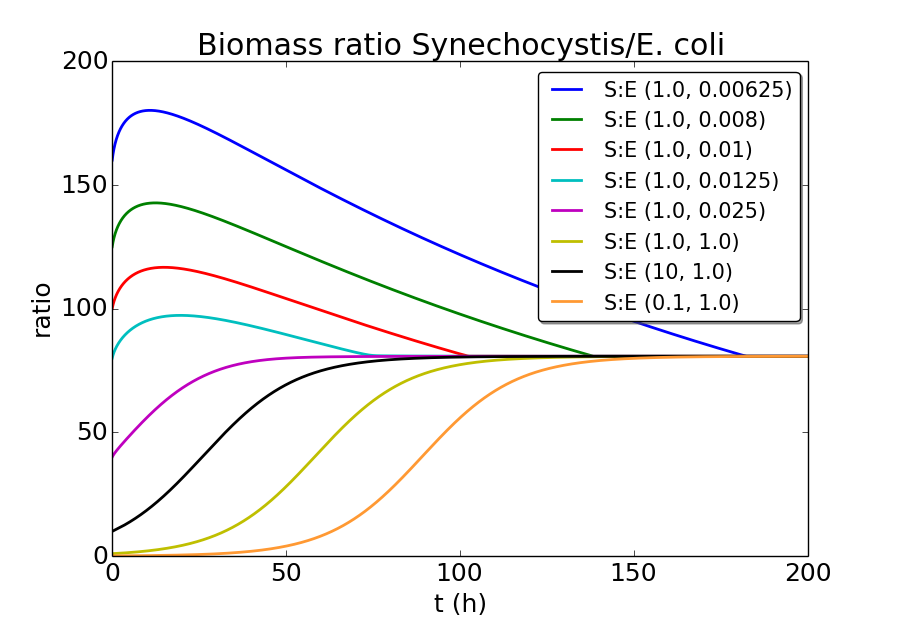 Biomass ratio Synechocystis/E. coli
200
150
100
50
0
ratio
S:E (1.0, 0.00625)
S:E (1.0, 0.008)
S:E (1.0, 0.01)
S:E (1.0, 0.0125)
S:E (1.0, 0.025)
S:E (1.0, 1.0)
S:E (10, 1.0)
S:E (0.1, 1.0)
0 50 100 150 200
t (h)